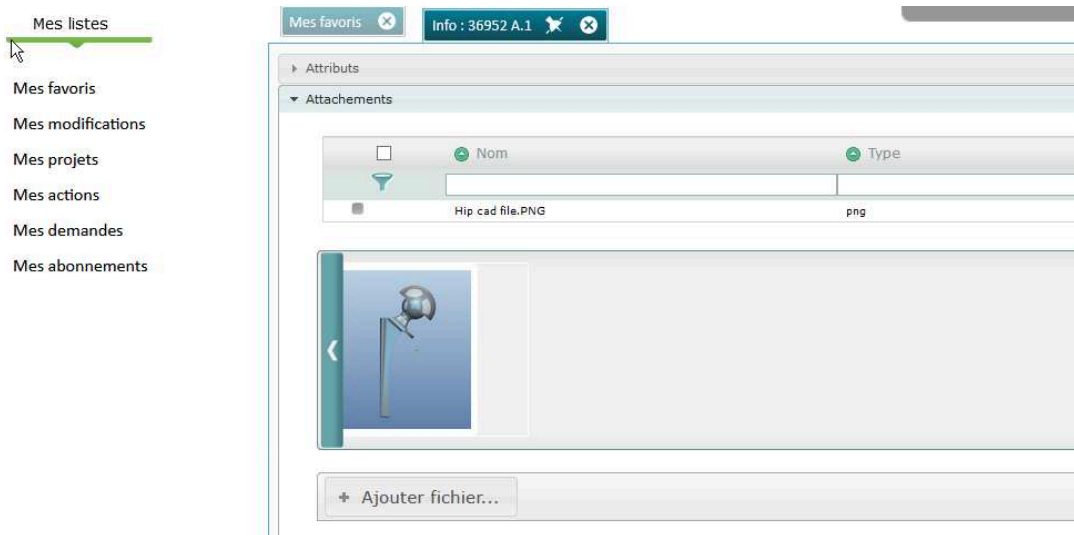 Mes listes
Mes favoris
Mes modifications
Mes projets
Mes actions
Mes demandes
Mes abonnements
Mes favoris
Info : 36952 A.1
Attributs
Attachements
Nom Type
Hip cad file.PNG png
+ Ajouter fichier...